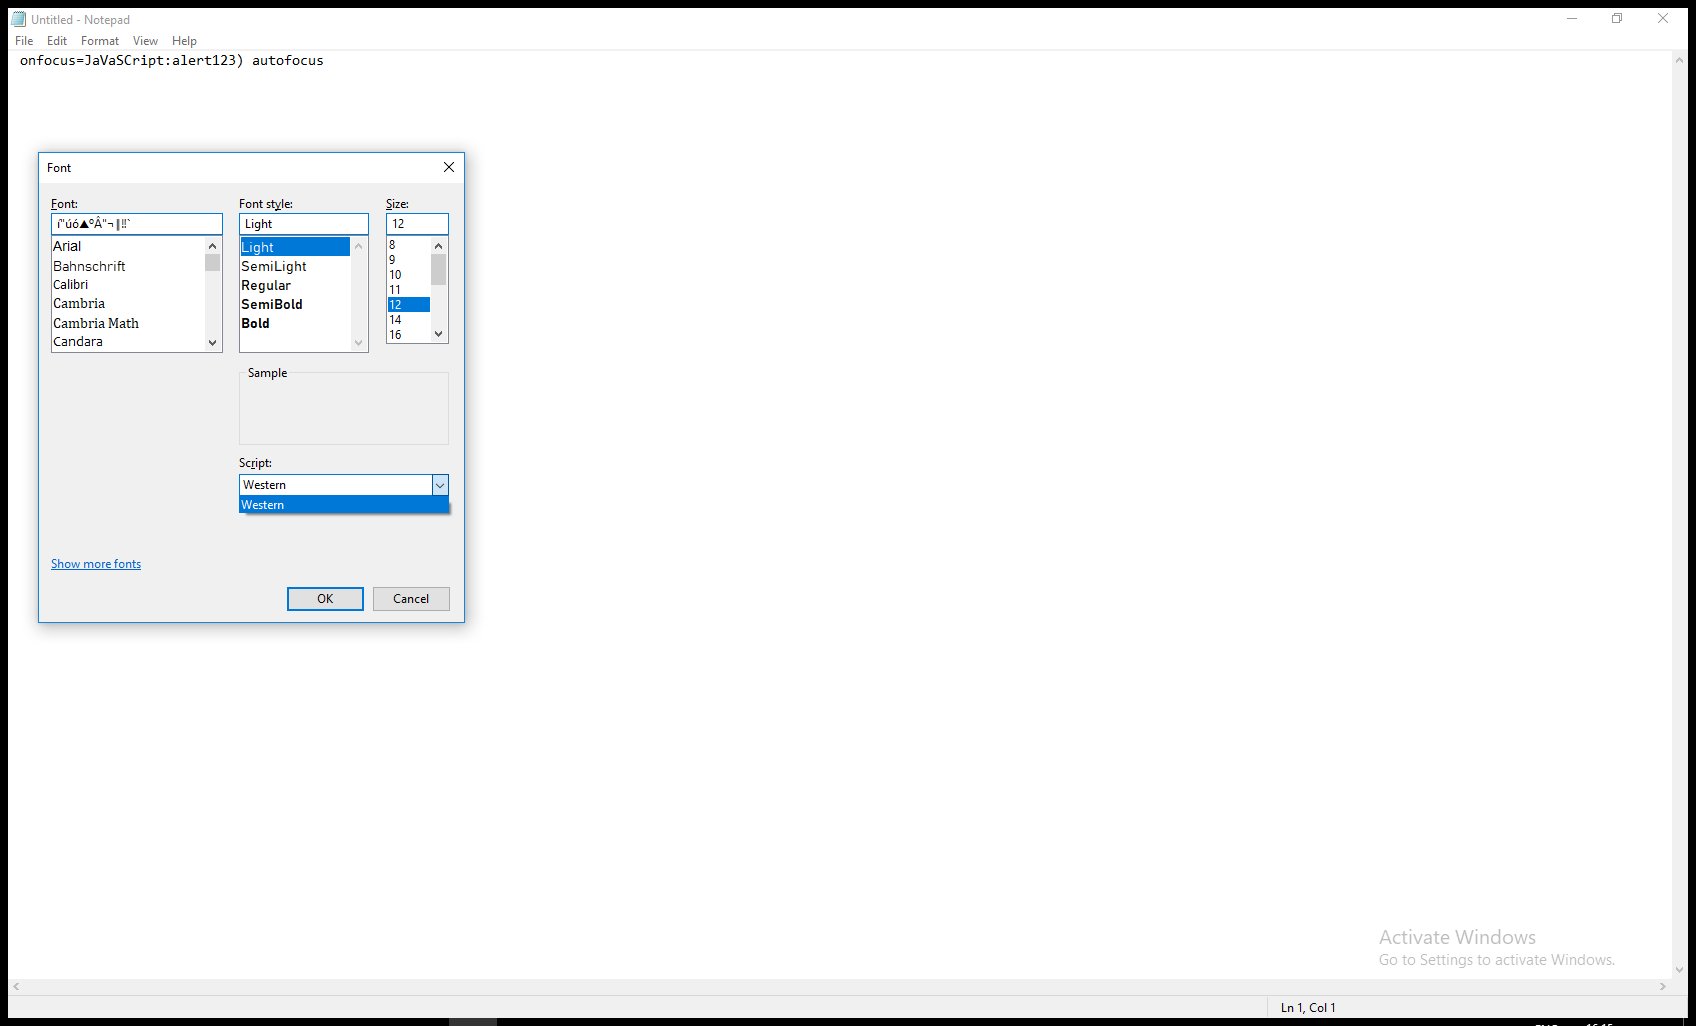 Untitled - Notepad
File Edit Format View Help
onfocus=JaVaSCript:alert123) autofocus
Font
Font: Font style: Size:
Light 12
Arial
Bahnschrift
Calibri
Cambria
Cambria Math
Candara
Light
SemiLight
Regular
SemiBold
Bold
8
9
10
11
12
14
16
Sample
Script:
Western
Western
Show more fonts
OK Cancel
Activate Windows
Go to Settings to activate Windows.
Ln 1, Col 1